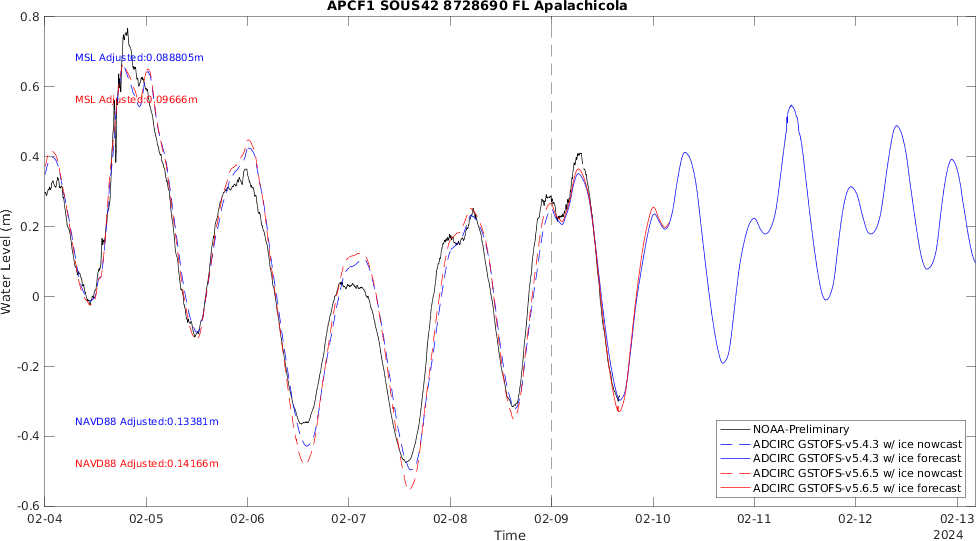 APCF1 SOUS42 8728690 FL Apalachicola
0.8
0.6
0.4
0.2
0
-0.2
-0.4
-0.6
Water Level (m)
MSL Adjusted:0.088805m
MSL Adjusted:0.09666m
NAVD88 Adjusted:0.13381m
NAVD88 Adjusted:0.14166m
NOAA-Preliminary
ADCIRC GSTOFS-v5.4.3 w/ ice nowcast
ADCIRC GSTOFS-v5.4.3 w/ ice forecast
ADCIRC GSTOFS-v5.6.5 w/ ice nowcast
ADCIRC GSTOFS-v5.6.5 w/ ice forecast
02-04 02-05 02-06 02-07 02-08 02-09 02-10 02-11 02-12 02-13
Time
2024